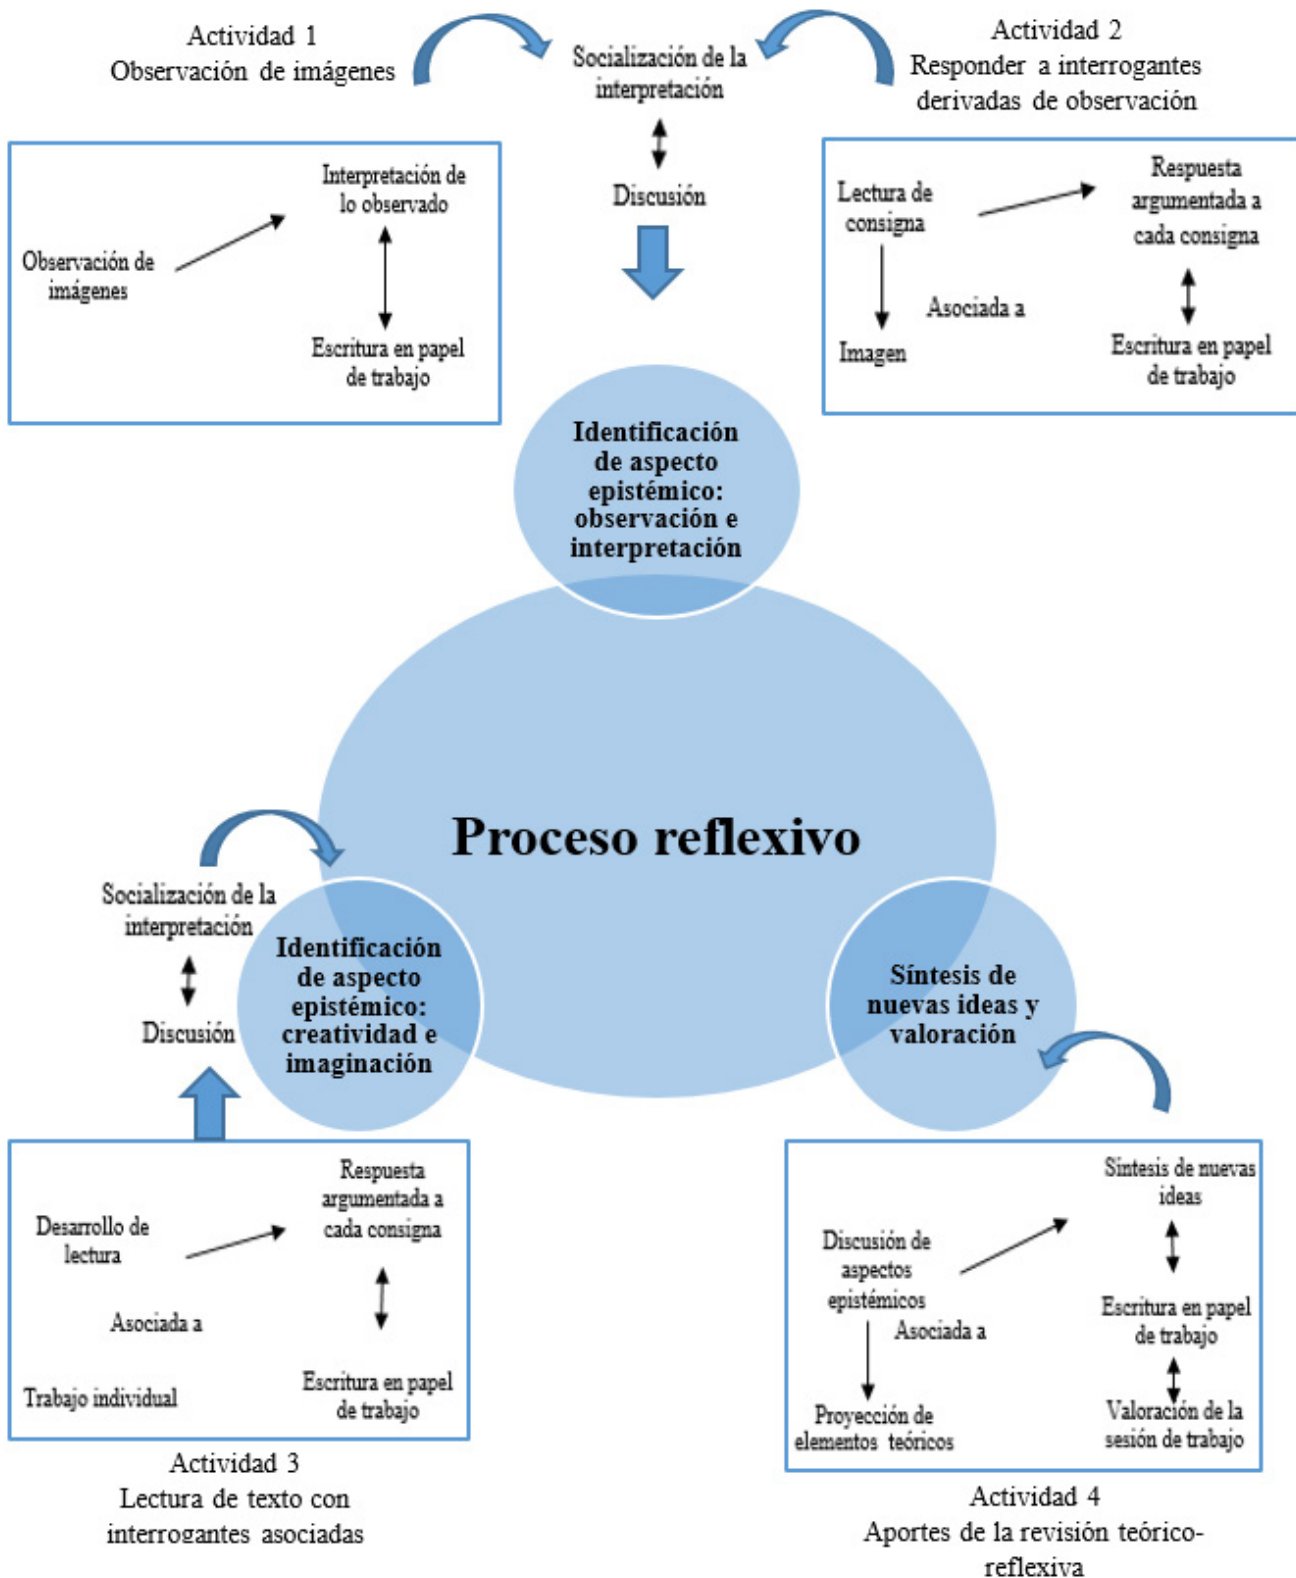 Actividad 1
Observación de imágenes
Socialización de la
interpretación
Discusión
Actividad 2
Responder a interrogantes
derivadas de observación
Observación de
imágenes
Interpretación de
lo observado
Escritura en papel
de trabajo
Lectura de
consigna
Asociada a
Imagen
Respuesta
argumentada a
cada consigna
Escritura en papel
de trabajo
Identificación
de aspecto
epistémico:
observación e
interpretación
Proceso reflexivo
Socialización de la
interpretación
Discusión
Identificación
de aspecto
epistémico:
creatividad e
imaginación
Síntesis de
nuevas ideas y
valoración
Desarrollo de
lectura
Asociada a
Trabajo individual
Respuesta
argumentada a
cada consigna
Escritura en papel
de trabajo
Actividad 3
Lectura de texto con
interrogantes asociadas
Discusión de
aspectos
epistémicos
Asociada a
Proyección de
elementos teóricos
Síntesis de nuevas
ideas
Escritura en papel
de trabajo
Valoración de la
sesión de trabajo
Actividad 4
Aportes de la revisión teórico-
reflexiva